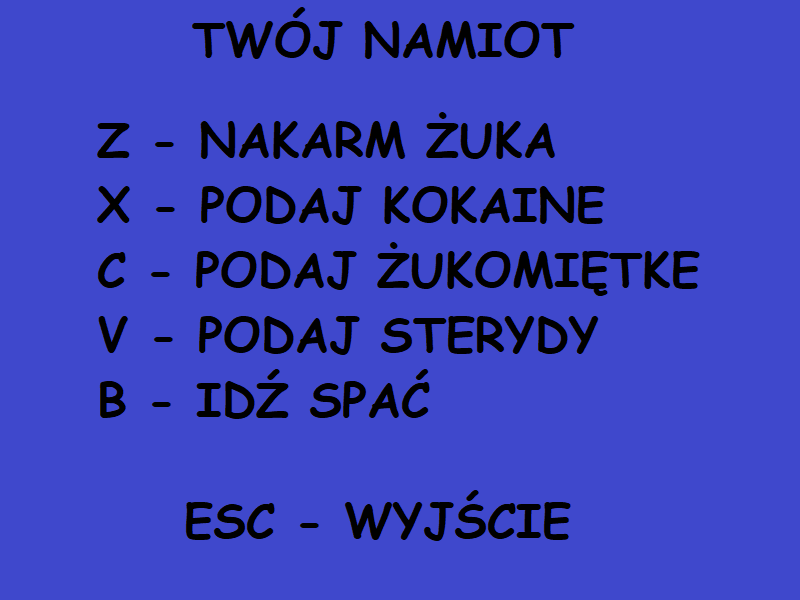 TWÓJ NAMIOT
Z - NAKARM ŻUKA
X - PODAJ KOKAINE
C - PODAJ ŻUKOMIĘTKE
V - PODAJ STERYDY
B - IDŹ SPAĆ
ESC - WYJŚCIE